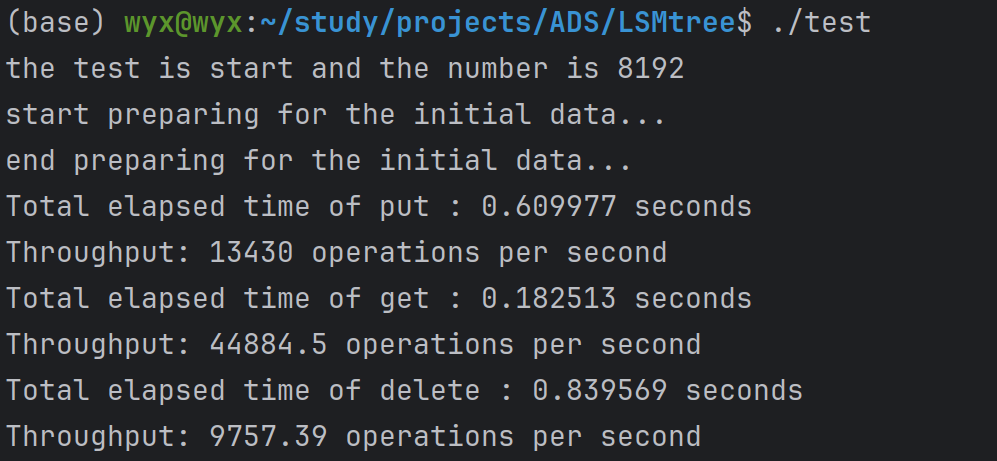 (base) wyx@wyx:~/study/projects/ADS/LSMtree$ ./test
the test is start and the number is 8192
start preparing for the initial data...
end preparing for the initial data...
Total elapsed time of put : 0.609977 seconds
Throughput: 13430 operations per second
Total elapsed time of get : 0.182513 seconds
Throughput: 44884.5 operations per second
Total elapsed time of delete : 0.839569 seconds
Throughput: 9757.39 operations per second